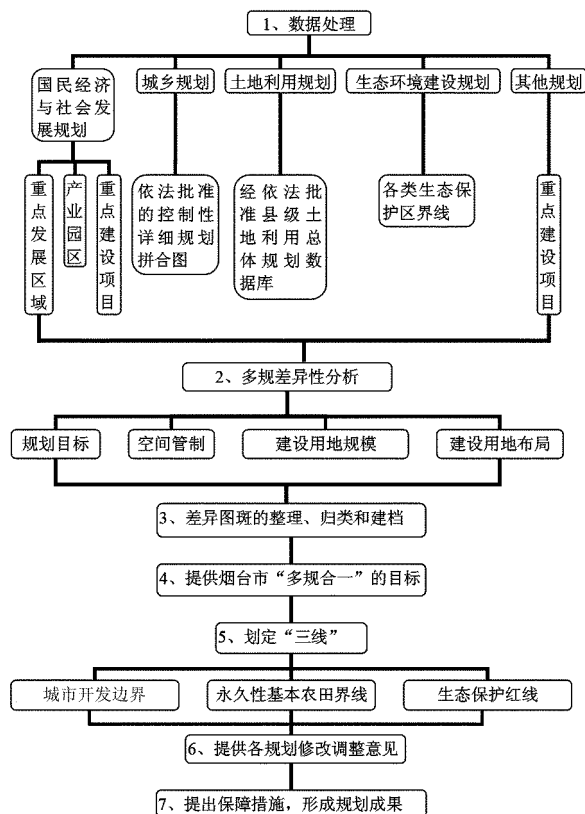 1、数据处理
国民经济
与社会发
展规划
城乡规划
土地利用规划
生态环境建设规划
其他规划
重点发展区域
产业园区
重点建设项目
依法批准
的控制性
详细规划
拼合图
经依法批
准县级土
地利用总
体规划数
据库
各类生态保
护区界线
重点建设项目
2、多规差异性分析
规划目标
空间管制
建设用地规模
建设用地布局
3、差异图斑的整理、归类和建档
4、提供烟台市“多规合一”的目标
5、划定“三线”
城市开发边界
永久性基本农田界线
生态保护红线
6、提供各规划修改调整意见
7、提出保障措施，形成规划成果